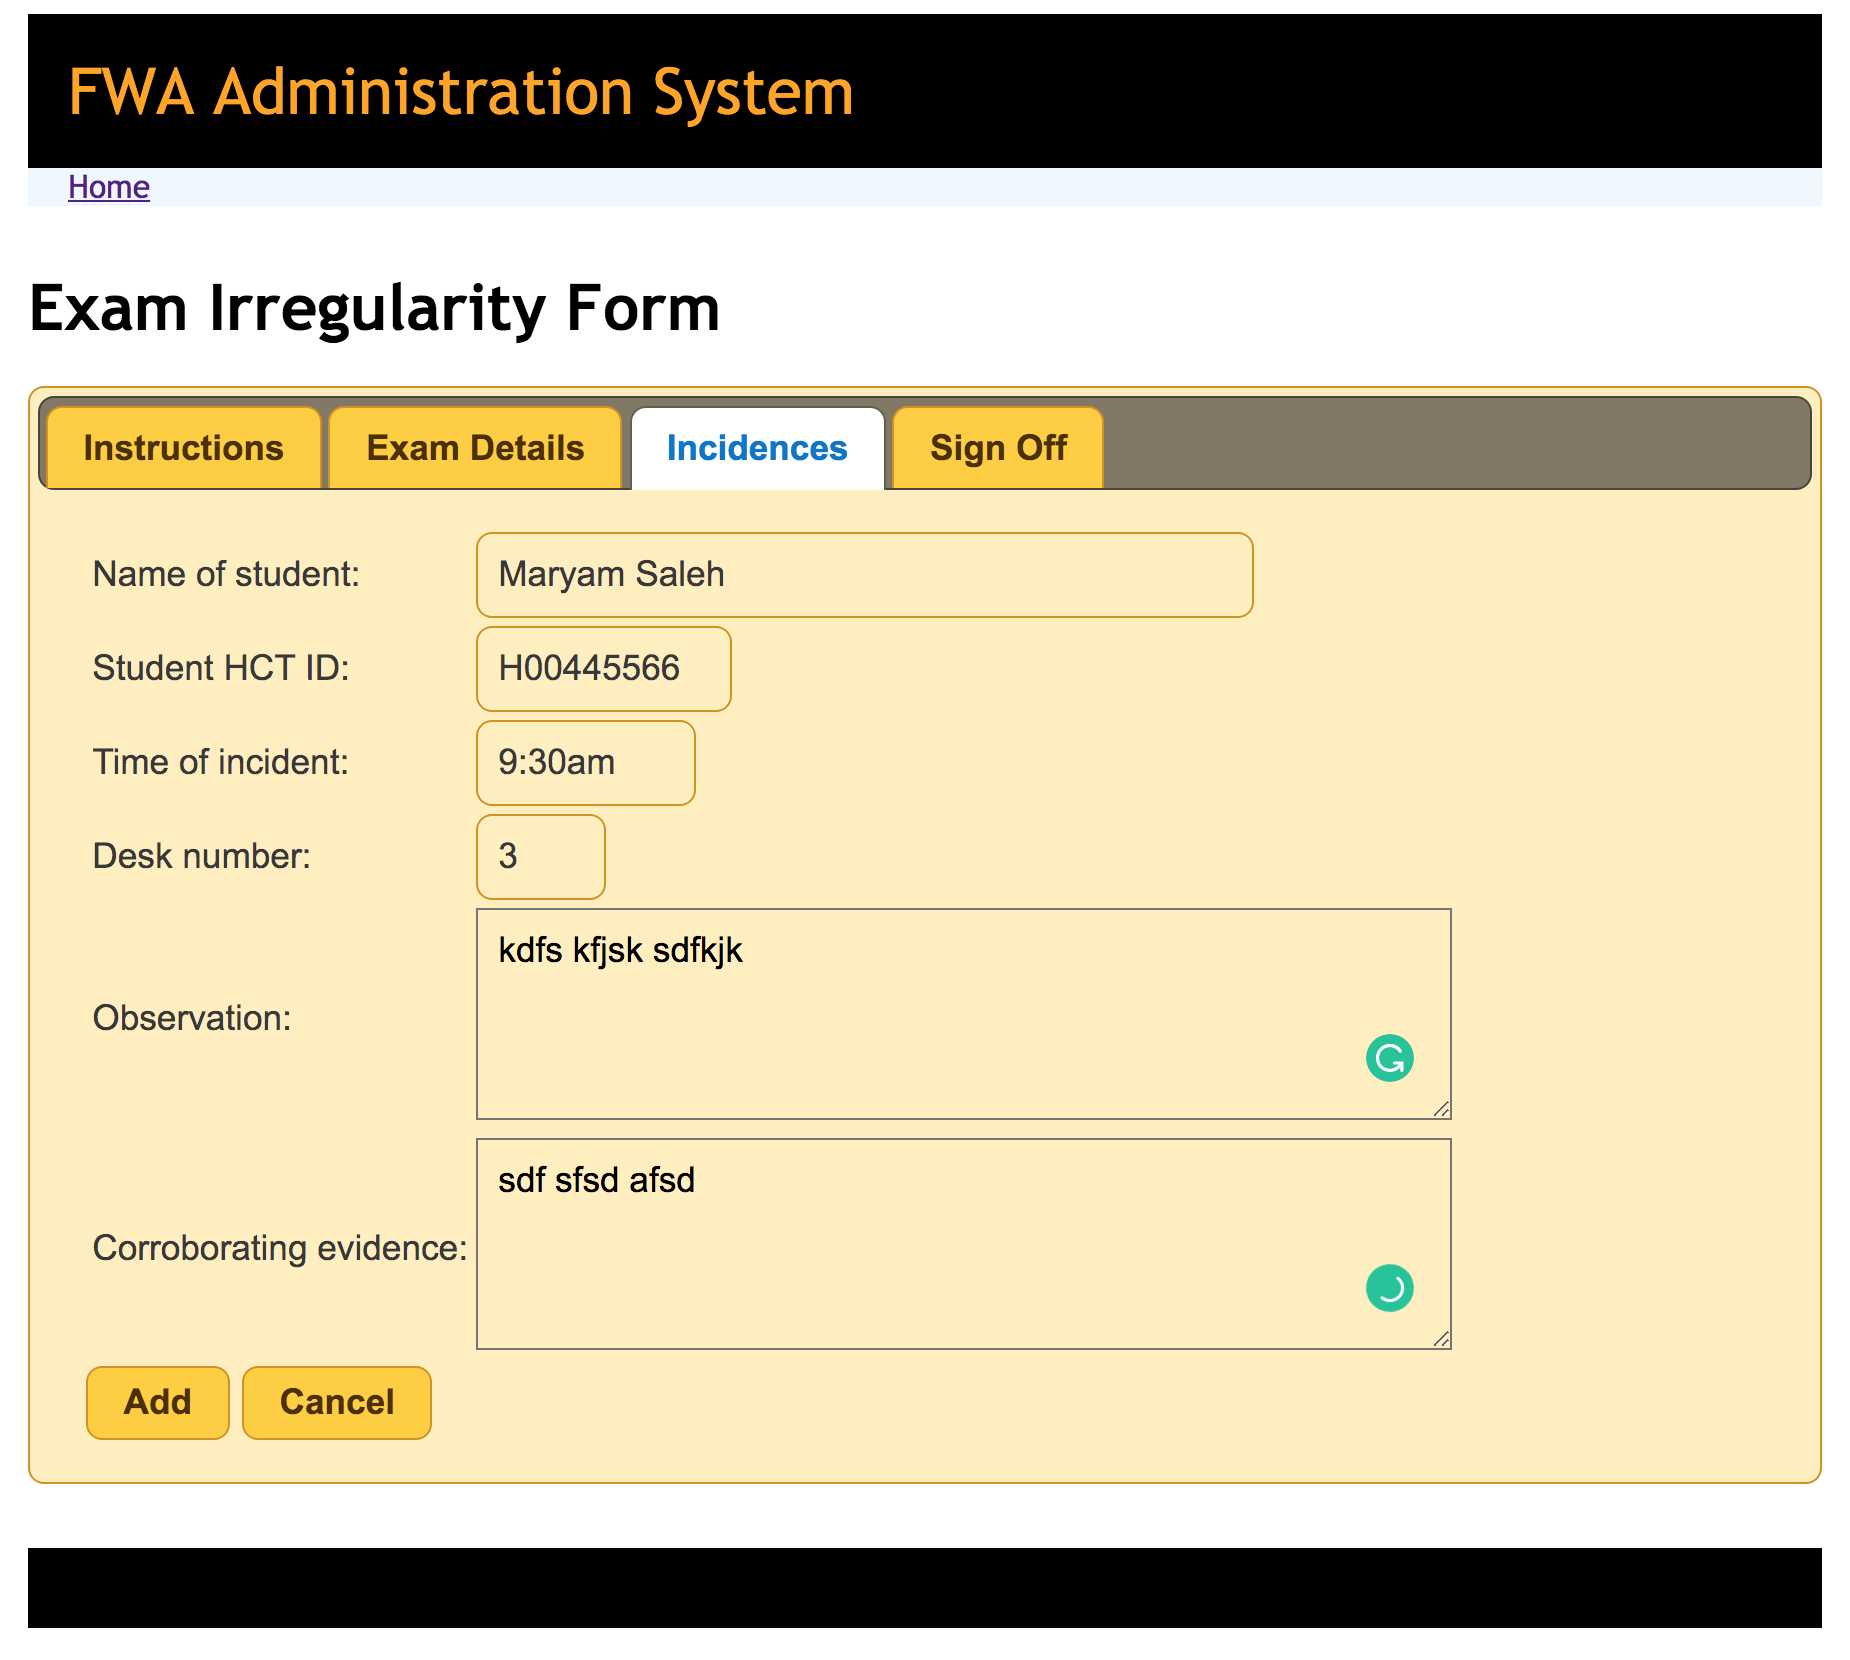 FWA Administration System
Home
Exam Irregularity Form
Instructions Exam Details Incidences Sign Off
Name of student: Maryam Saleh
Student HCT ID: H00445566
Time of incident: 9:30am
Desk number: 3
Observation: kdfs kfjsk sdfkjk
Corroborating evidence: sdf sfsd afsd
Add Cancel